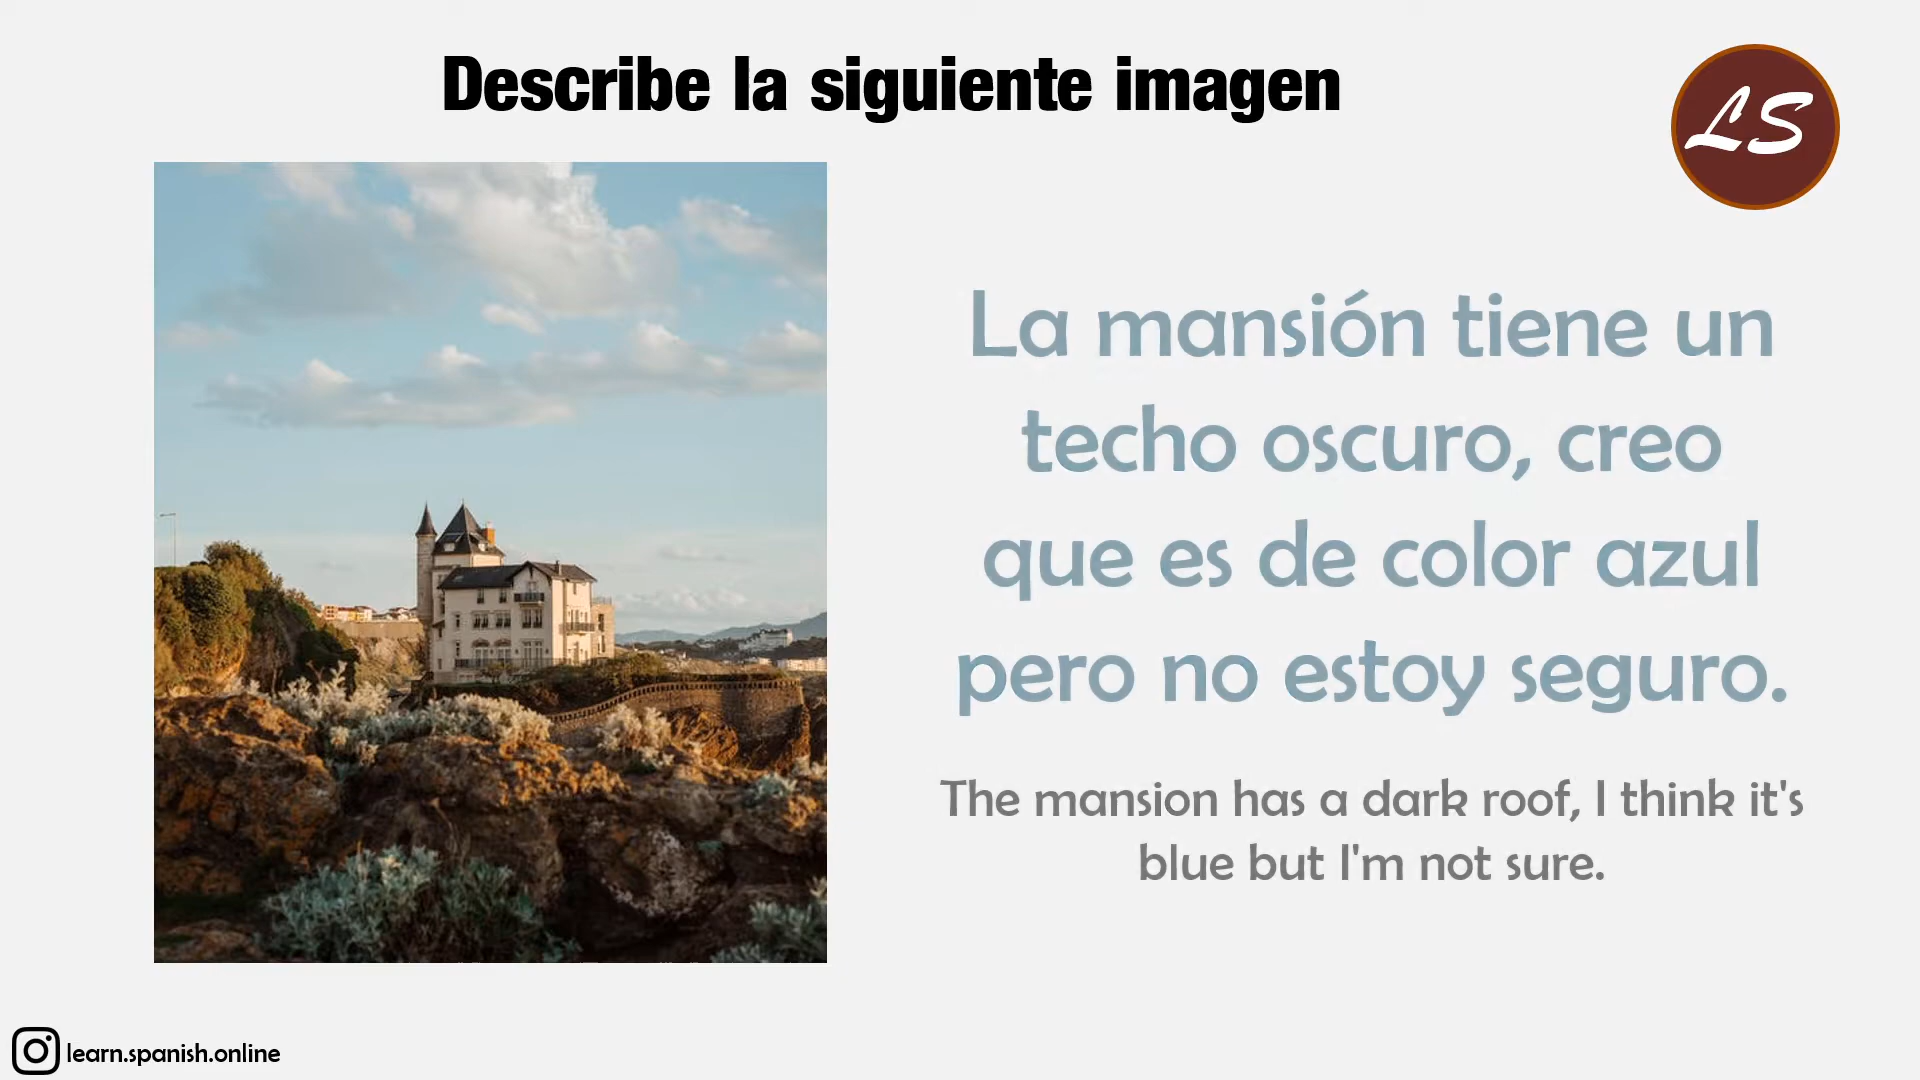 Describe la siguiente imagen
LS
La mansión tiene un
techo oscuro, creo
que es de color azul
pero no estoy seguro.
The mansion has a dark roof, I think it's
blue but I'm not sure.
learn.spanish.online